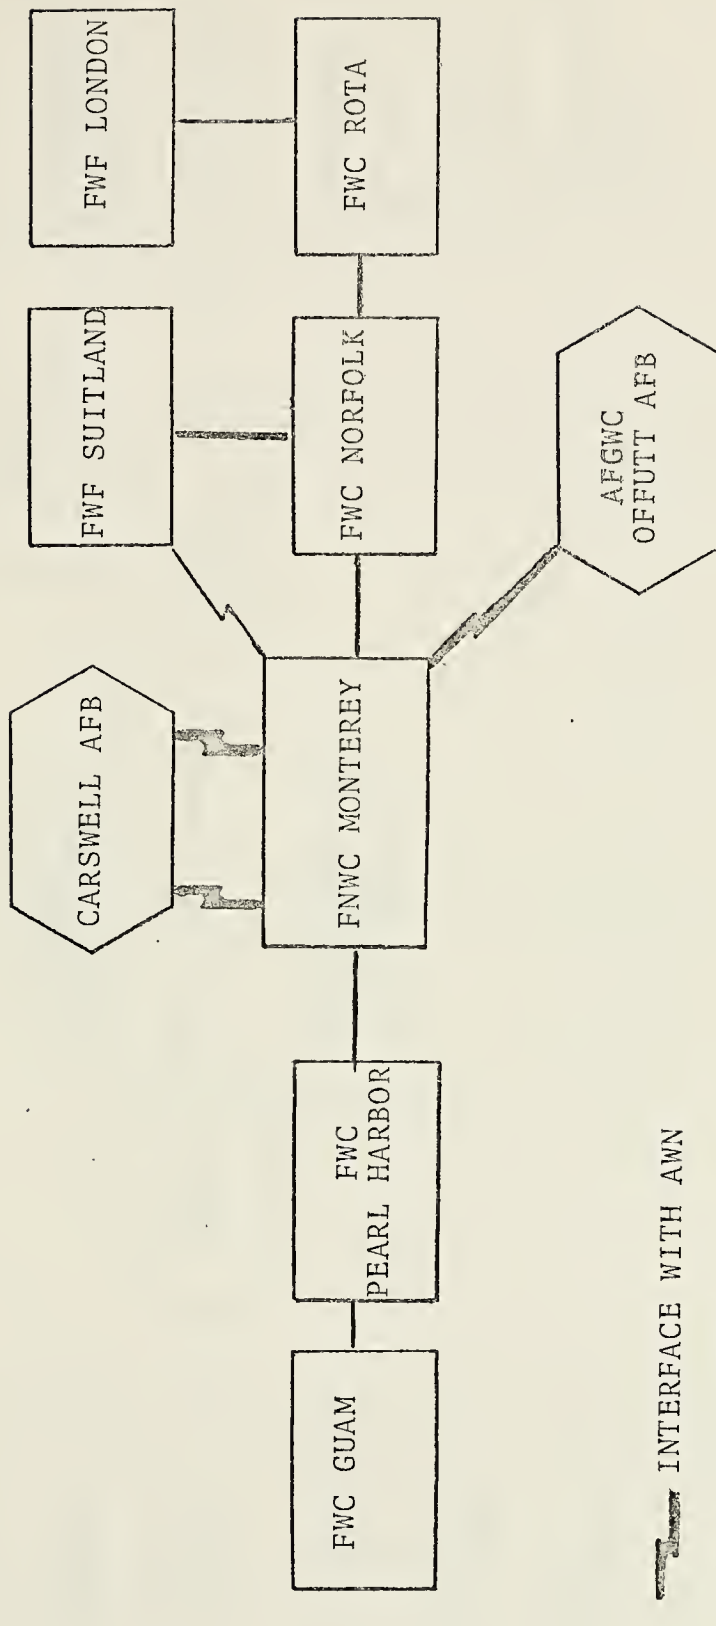 CARSWELL AFB
FWF SUITLAND
FWF LONDON
FWC GUAM
FWC
PEARL HARBOR
FNWC MONTEREY
FWC NORFOLK
FWC ROTA
AFGWC
OFFUTT AFB
INTERFACE WITH AWN